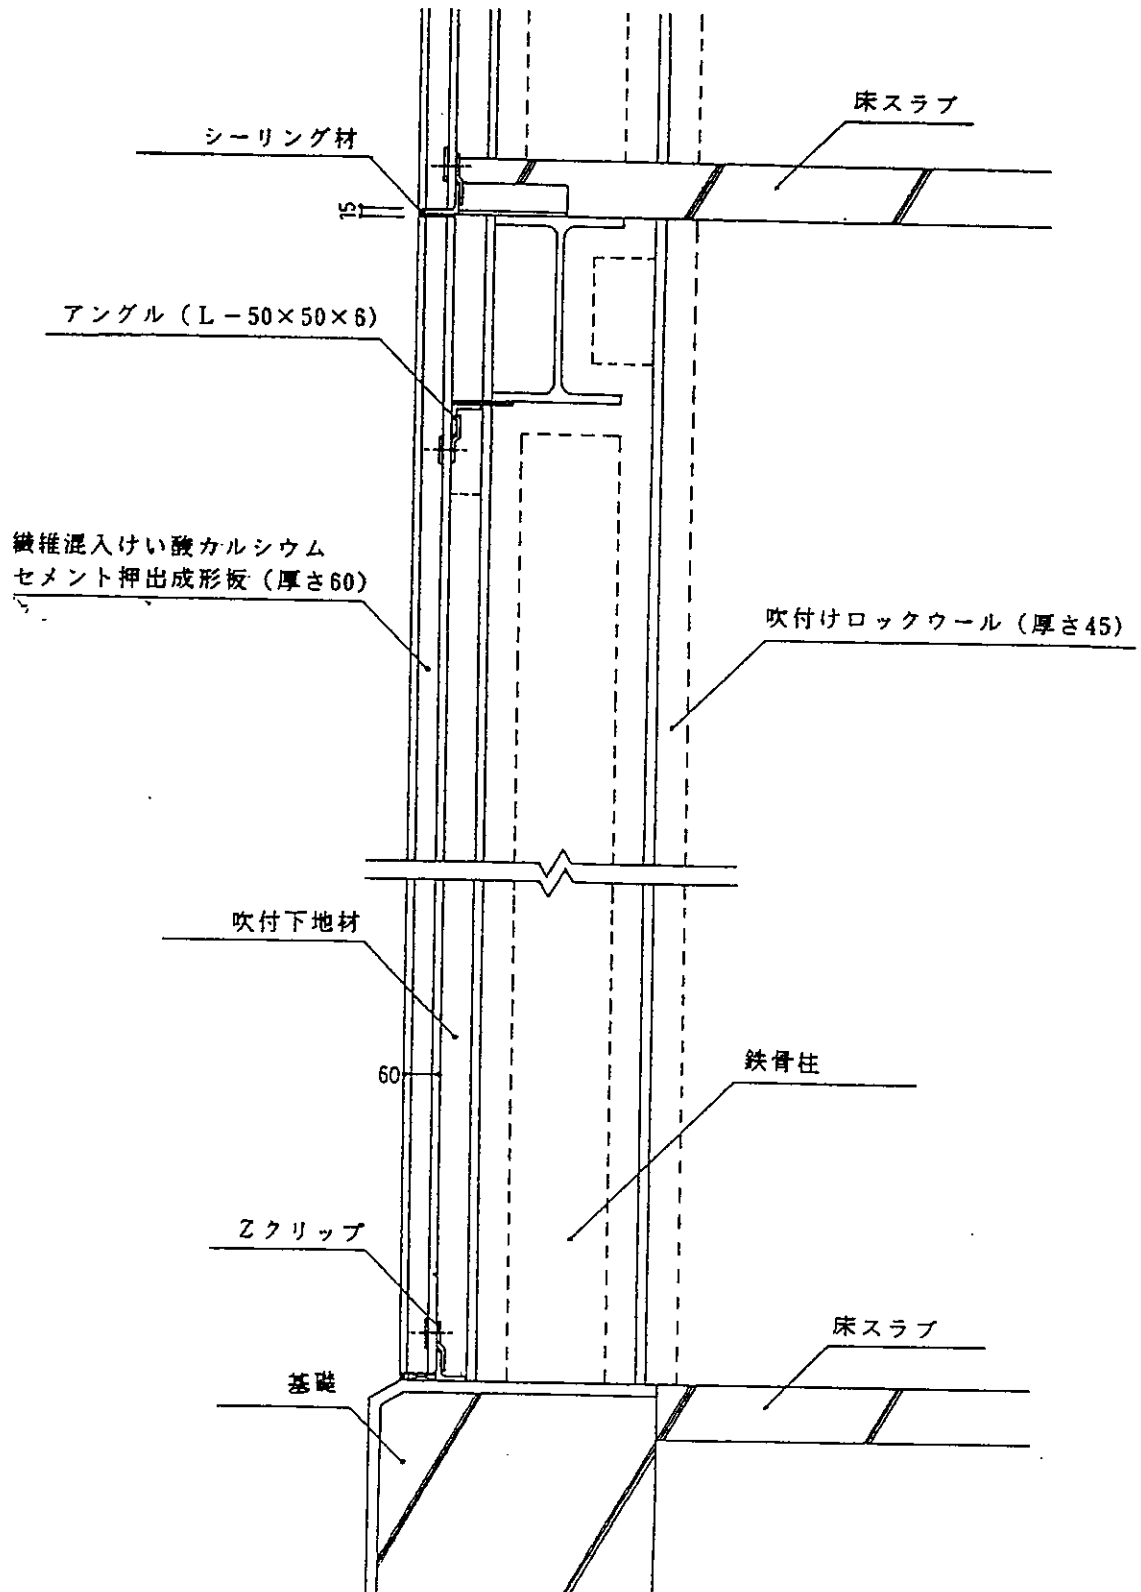 床スラブ
シーリング材
15
アングル（L－50×50×6）
繊維混入けい酸カルシウム
セメント押出成形板（厚さ60）
吹付けロックウール（厚さ45）
吹付下地材
60
鉄骨柱
Zクリップ
床スラブ
基礎